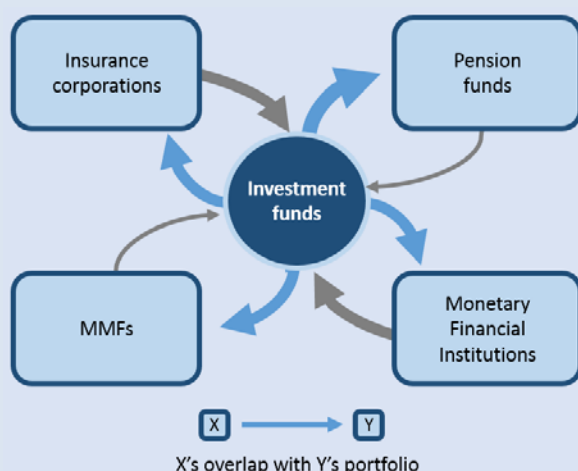 Insurance
corporations
Pension
funds
Investment
funds
MMFs
Monetary
Financial
Institutions
X
Y
X's overlap with Y's portfolio